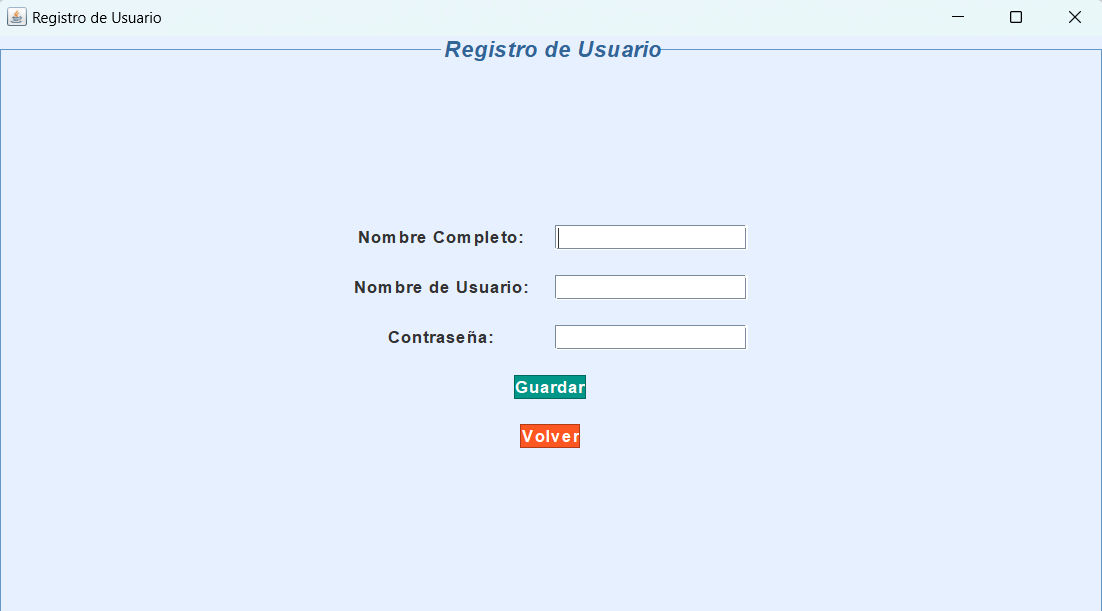 Registro de Usuario
Registro de Usuario
Nombre Completo:
Nombre de Usuario:
Contraseña:
Guardar
Volver